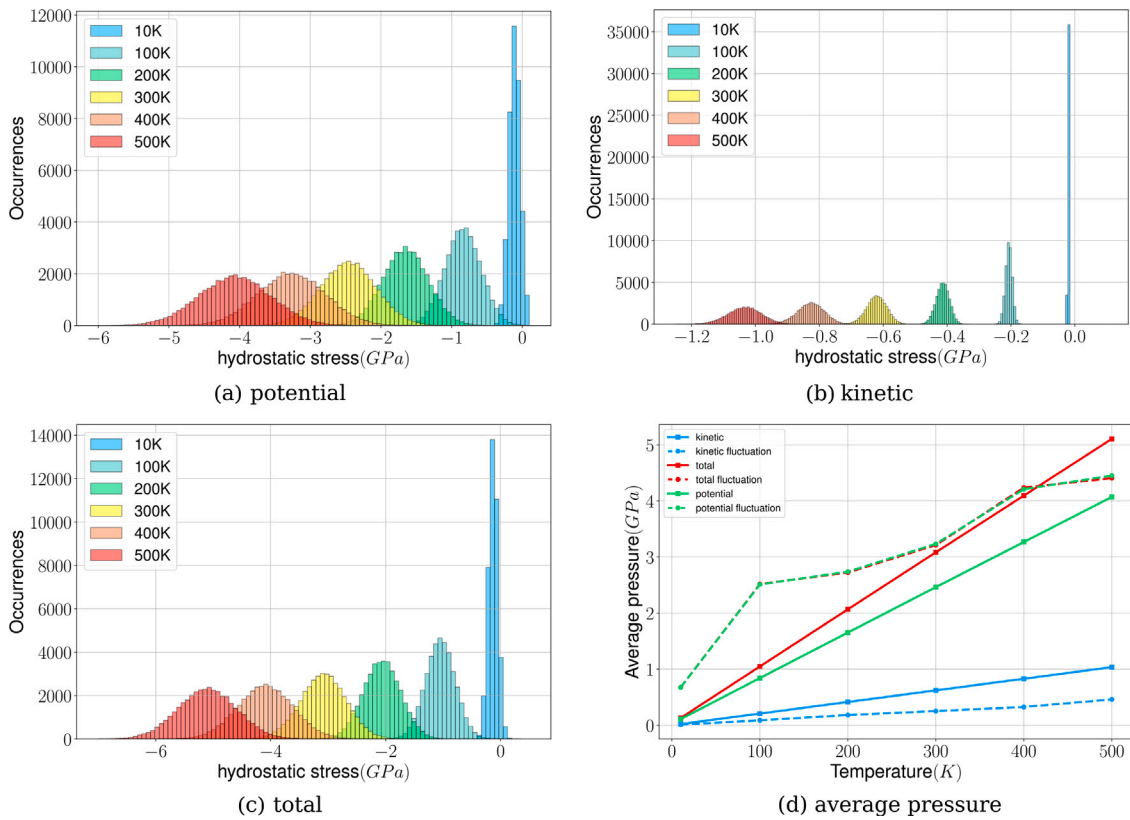 12000
10000
8000
6000
4000
2000
0
Occurrences
10K
100K
200K
300K
400K
500K
−6 −5 −4 −3 −2 −1 0
hydrostatic stress(GPa)
(a) potential
35000
30000
25000
20000
15000
10000
5000
0
Occurrences
10K
100K
200K
300K
400K
500K
−1.2 −1.0 −0.8 −0.6 −0.4 −0.2 0.0
hydrostatic stress(GPa)
(b) kinetic
14000
12000
10000
8000
6000
4000
2000
0
Occurrences
10K
100K
200K
300K
400K
500K
−6 −4 −2 0
hydrostatic stress(GPa)
(c) total
5
4
3
2
1
0
Average pressure(GPa)
kinetic
kinetic fluctuation
total
total fluctuation
potential
potential fluctuation
0 100 200 300 400 500
Temperature(K)
(d) average pressure